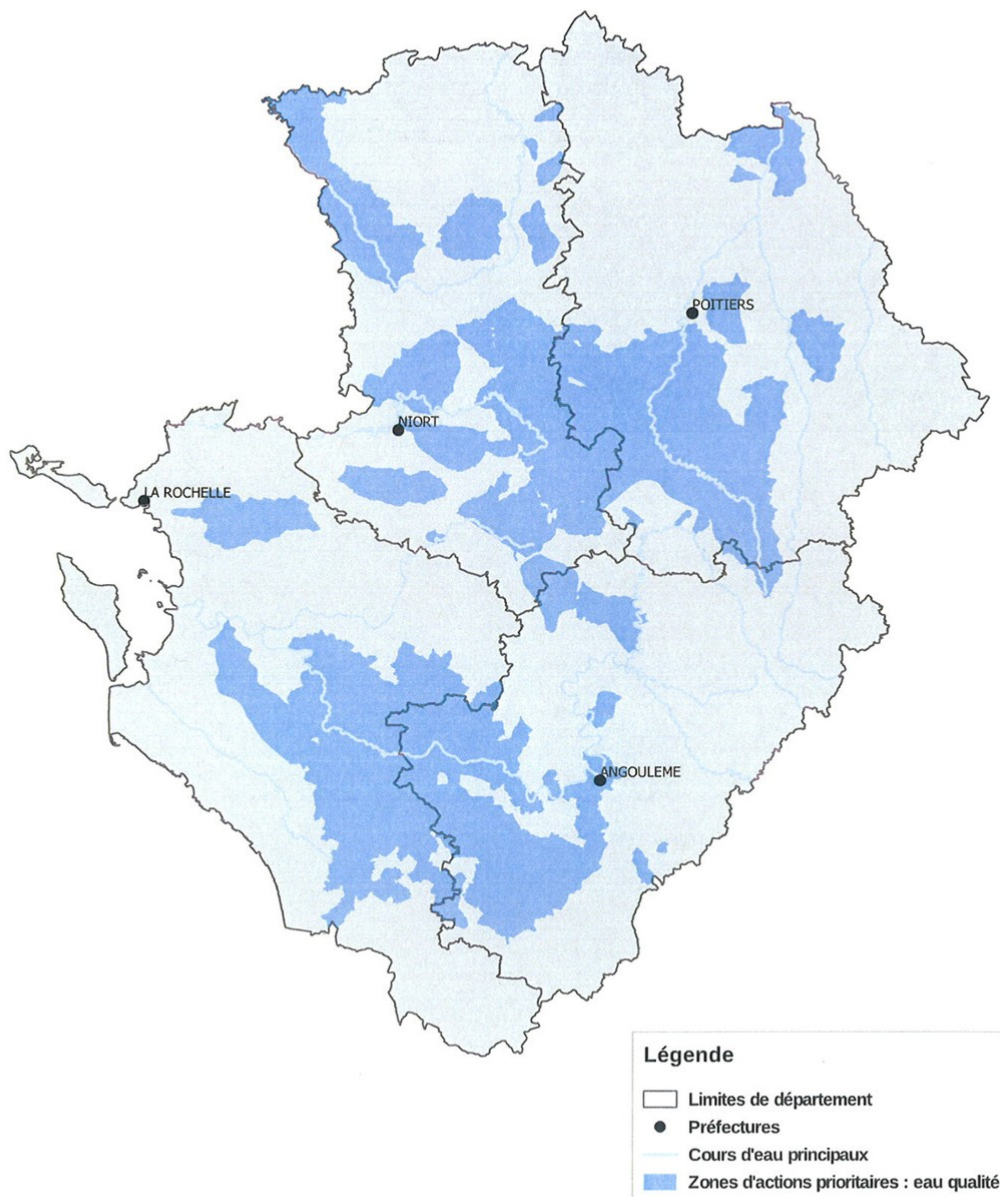 POITIERS
NIORT
LA ROCHELLE
ANGOULEME
Légende
Limites de département
Préfectures
Cours d'eau principaux
Zones d'actions prioritaires : eau qualité